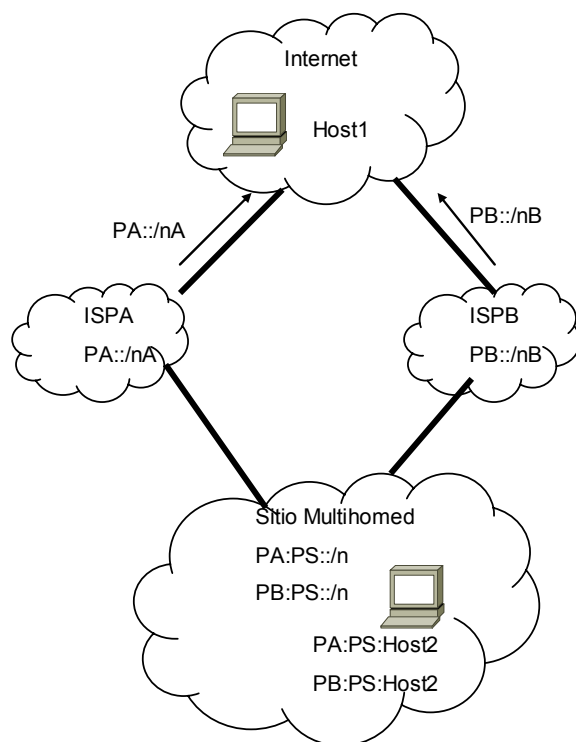 Internet
Host1
PA::/nA
PB::/nB
ISPA
PA::/nA
ISPB
PB::/nB
Sitio Multihomed
PA:PS::/n
PB:PS::/n
PA:PS:Host2
PB:PS:Host2